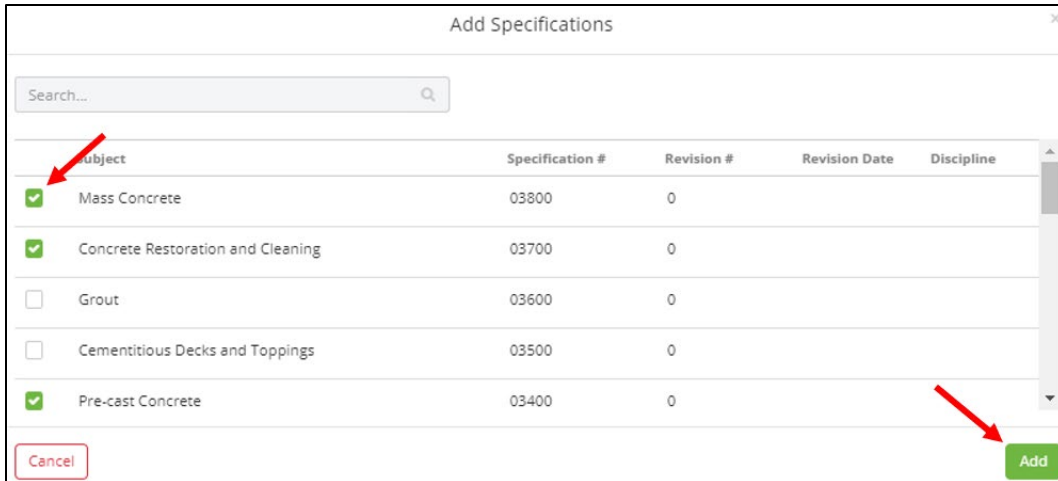 Add Specifications
Search...
Subject Specification # Revision # Revision Date Discipline
Mass Concrete 03800 0
Concrete Restoration and Cleaning 03700 0
Grout 03600 0
Cementitious Decks and Toppings 03500 0
Pre-cast Concrete 03400 0
Cancel Add